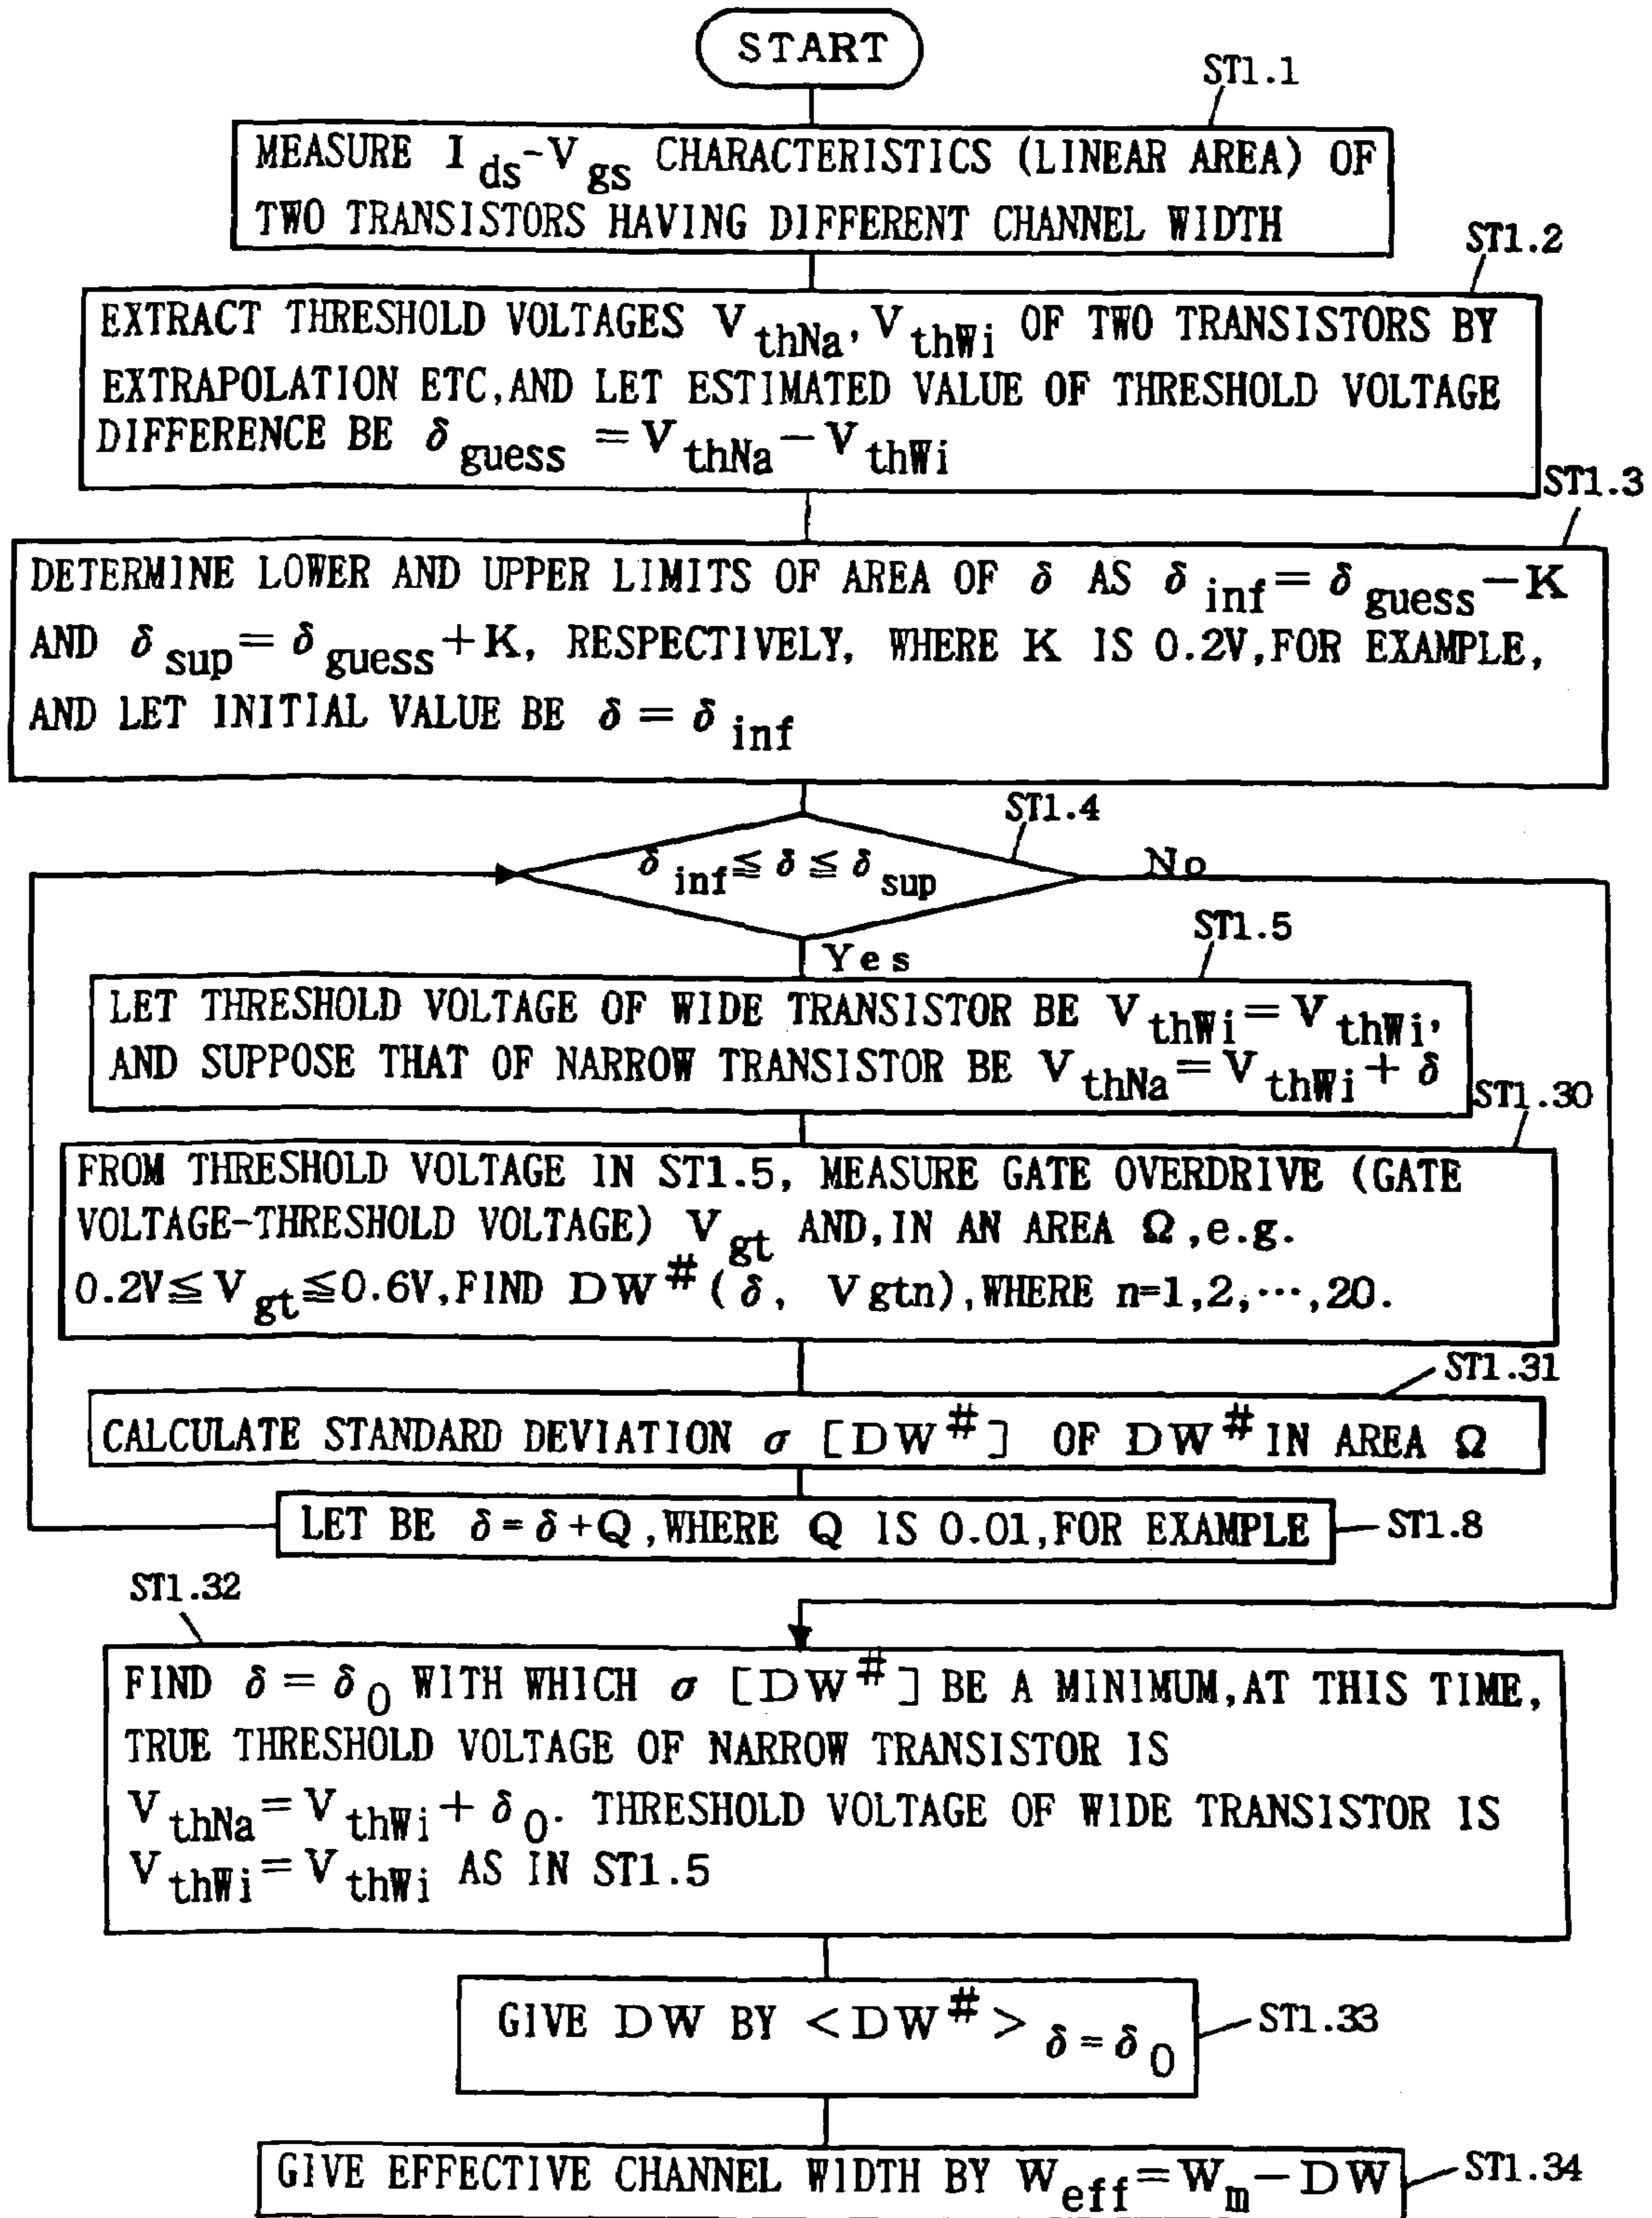 START
ST1.1
MEASURE I ds-V gs CHARACTERISTICS (LINEAR AREA) OF
TWO TRANSISTORS HAVING DIFFERENT CHANNEL WIDTH
ST1.2
EXTRACT THRESHOLD VOLTAGES V thNa, V thWi OF TWO TRANSISTORS BY
EXTRAPOLATION ETC,AND LET ESTIMATED VALUE OF THRESHOLD VOLTAGE
DIFFERENCE BE δ guess = V thNa − V thWi
ST1.3
DETERMINE LOWER AND UPPER LIMITS OF AREA OF δ AS δ inf = δ guess − K
AND δ sup = δ guess + K, RESPECTIVELY, WHERE K IS 0.2V,FOR EXAMPLE,
AND LET INITIAL VALUE BE δ = δ inf
ST1.4
δ inf ≦ δ ≦ δ sup
No
Yes
ST1.5
LET THRESHOLD VOLTAGE OF WIDE TRANSISTOR BE V thWi = V thWi,
AND SUPPOSE THAT OF NARROW TRANSISTOR BE V thNa = V thWi + δ
ST1.30
FROM THRESHOLD VOLTAGE IN ST1.5, MEASURE GATE OVERDRIVE (GATE
VOLTAGE-THRESHOLD VOLTAGE) V gt AND,IN AN AREA Ω,e.g.
0.2V ≦ V gt ≦ 0.6V,FIND DW# (δ, Vgtn),WHERE n=1,2,⋯,20.
ST1.31
CALCULATE STANDARD DEVIATION σ [DW#] OF DW# IN AREA Ω
LET BE δ = δ + Q ,WHERE Q IS 0.01,FOR EXAMPLE
ST1.8
ST1.32
FIND δ = δ 0 WITH WHICH σ [DW#] BE A MINIMUM,AT THIS TIME,
TRUE THRESHOLD VOLTAGE OF NARROW TRANSISTOR IS
V thNa = V thWi + δ 0. THRESHOLD VOLTAGE OF WIDE TRANSISTOR IS
V thWi = V thWi AS IN ST1.5
GIVE DW BY <DW#> δ = δ 0
ST1.33
GIVE EFFECTIVE CHANNEL WIDTH BY W eff = W m − DW
ST1.34